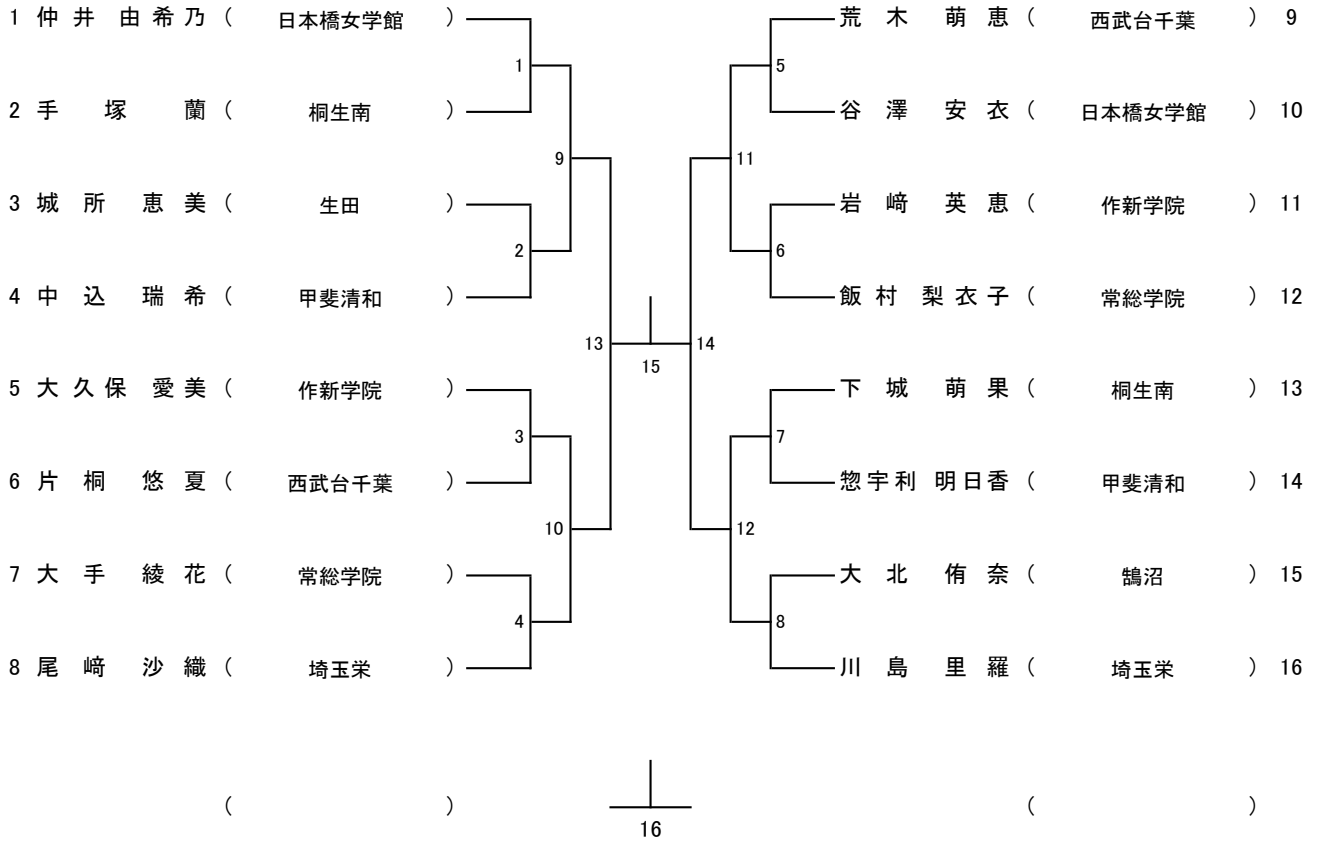 1 仲井 由希乃 ( 日本橋女学館 ) 荒木 萌恵 ( 西武台千葉 ) 9
1 5
2 手塚 蘭 ( 桐生南 ) 谷澤 安衣 ( 日本橋女学館 ) 10
9 11
3 城所 恵美 ( 生田 ) 岩﨑 英恵 ( 作新学院 ) 11
2 6
4 中込 瑞希 ( 甲斐清和 ) 飯村 梨衣子 ( 常総学院 ) 12
13 14
15
5 大久保 愛美 ( 作新学院 ) 下城 萌果 ( 桐生南 ) 13
3 7
6 片桐 悠夏 ( 西武台千葉 ) 惣宇利 明日香 ( 甲斐清和 ) 14
10 12
7 大手 綾花 ( 常総学院 ) 大北 侑奈 ( 鵠沼 ) 15
4 8
8 尾﨑 沙織 ( 埼玉栄 ) 川島 里羅 ( 埼玉栄 ) 16
( ) ( )
16